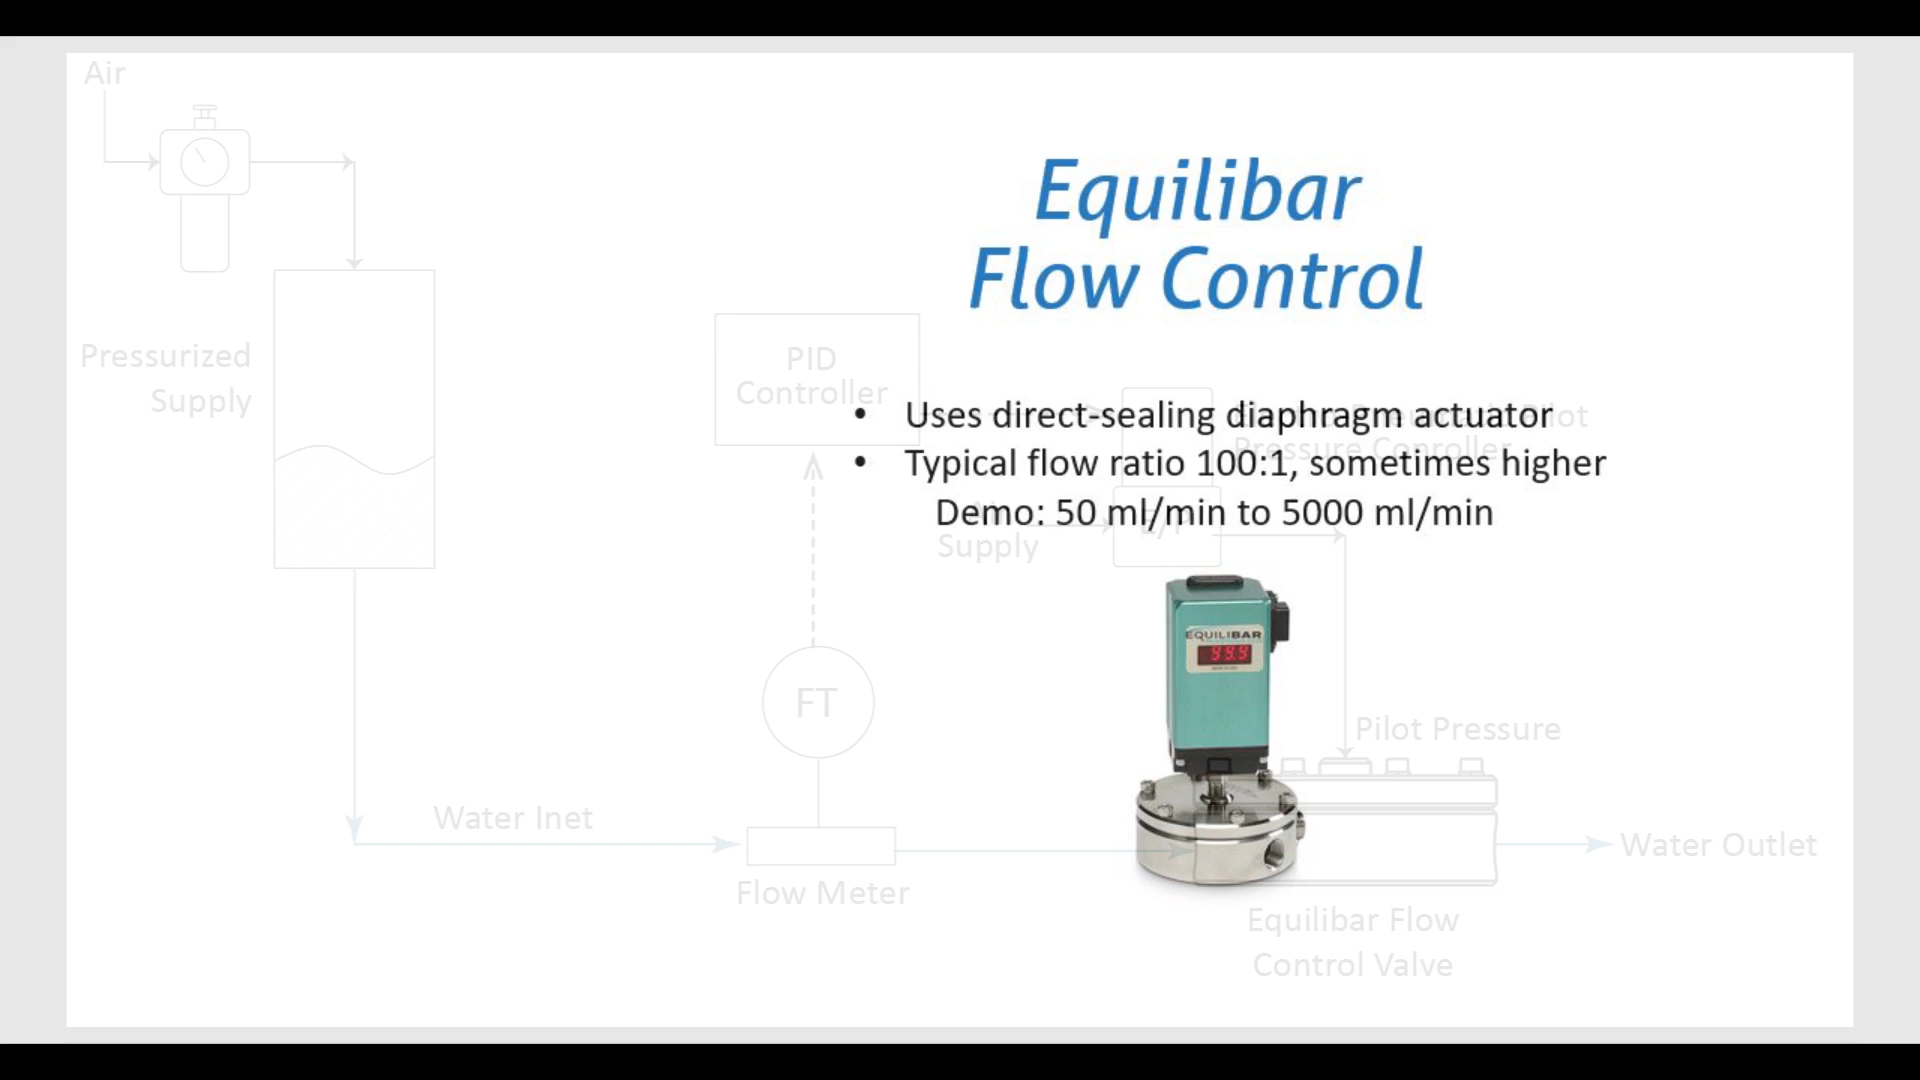 Air
Equilibar
Flow Control
Pressurized
Supply
PID
Controller
• Uses direct-sealing diaphragm actuator
Pilot
Pressure Conroller
• Typical flow ratio 100:1, sometimes higher
Demo: 50 ml/min to 5000 ml/min
Supply
E/P
EQUILIBAR
FT
Pilot Pressure
Water Inet
Flow Meter
Water Outlet
Equilibar Flow
Control Valve